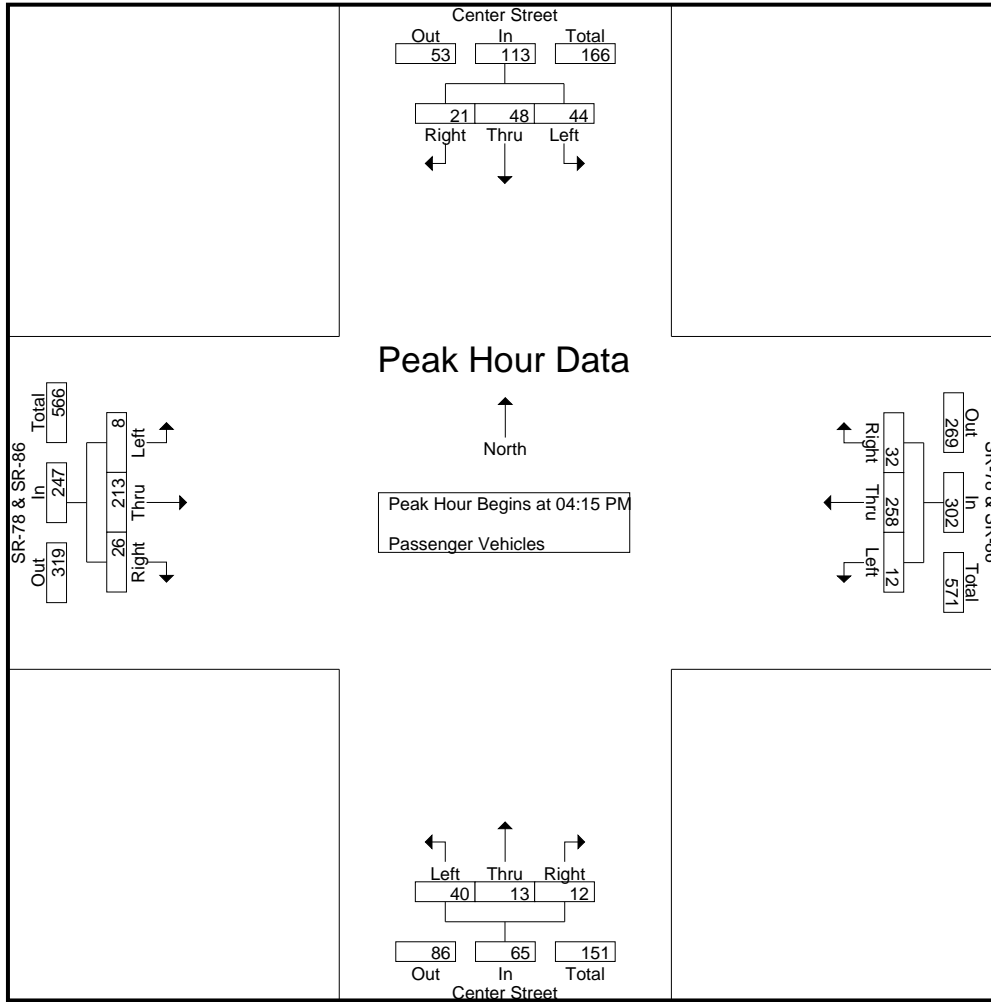 Center Street
Out In Total
53 113 166
21 48 44
Right Thru Left
Peak Hour Data
North
Peak Hour Begins at 04:15 PM
Passenger Vehicles
SR-78 & SR-86
Total In Out
566 247 319
8 213 26
Left Thru Right
Out In Total
269 302 571
32 258 12
Right Thru Left
Left Thru Right
40 13 12
86 65 151
Out In Total
Center Street